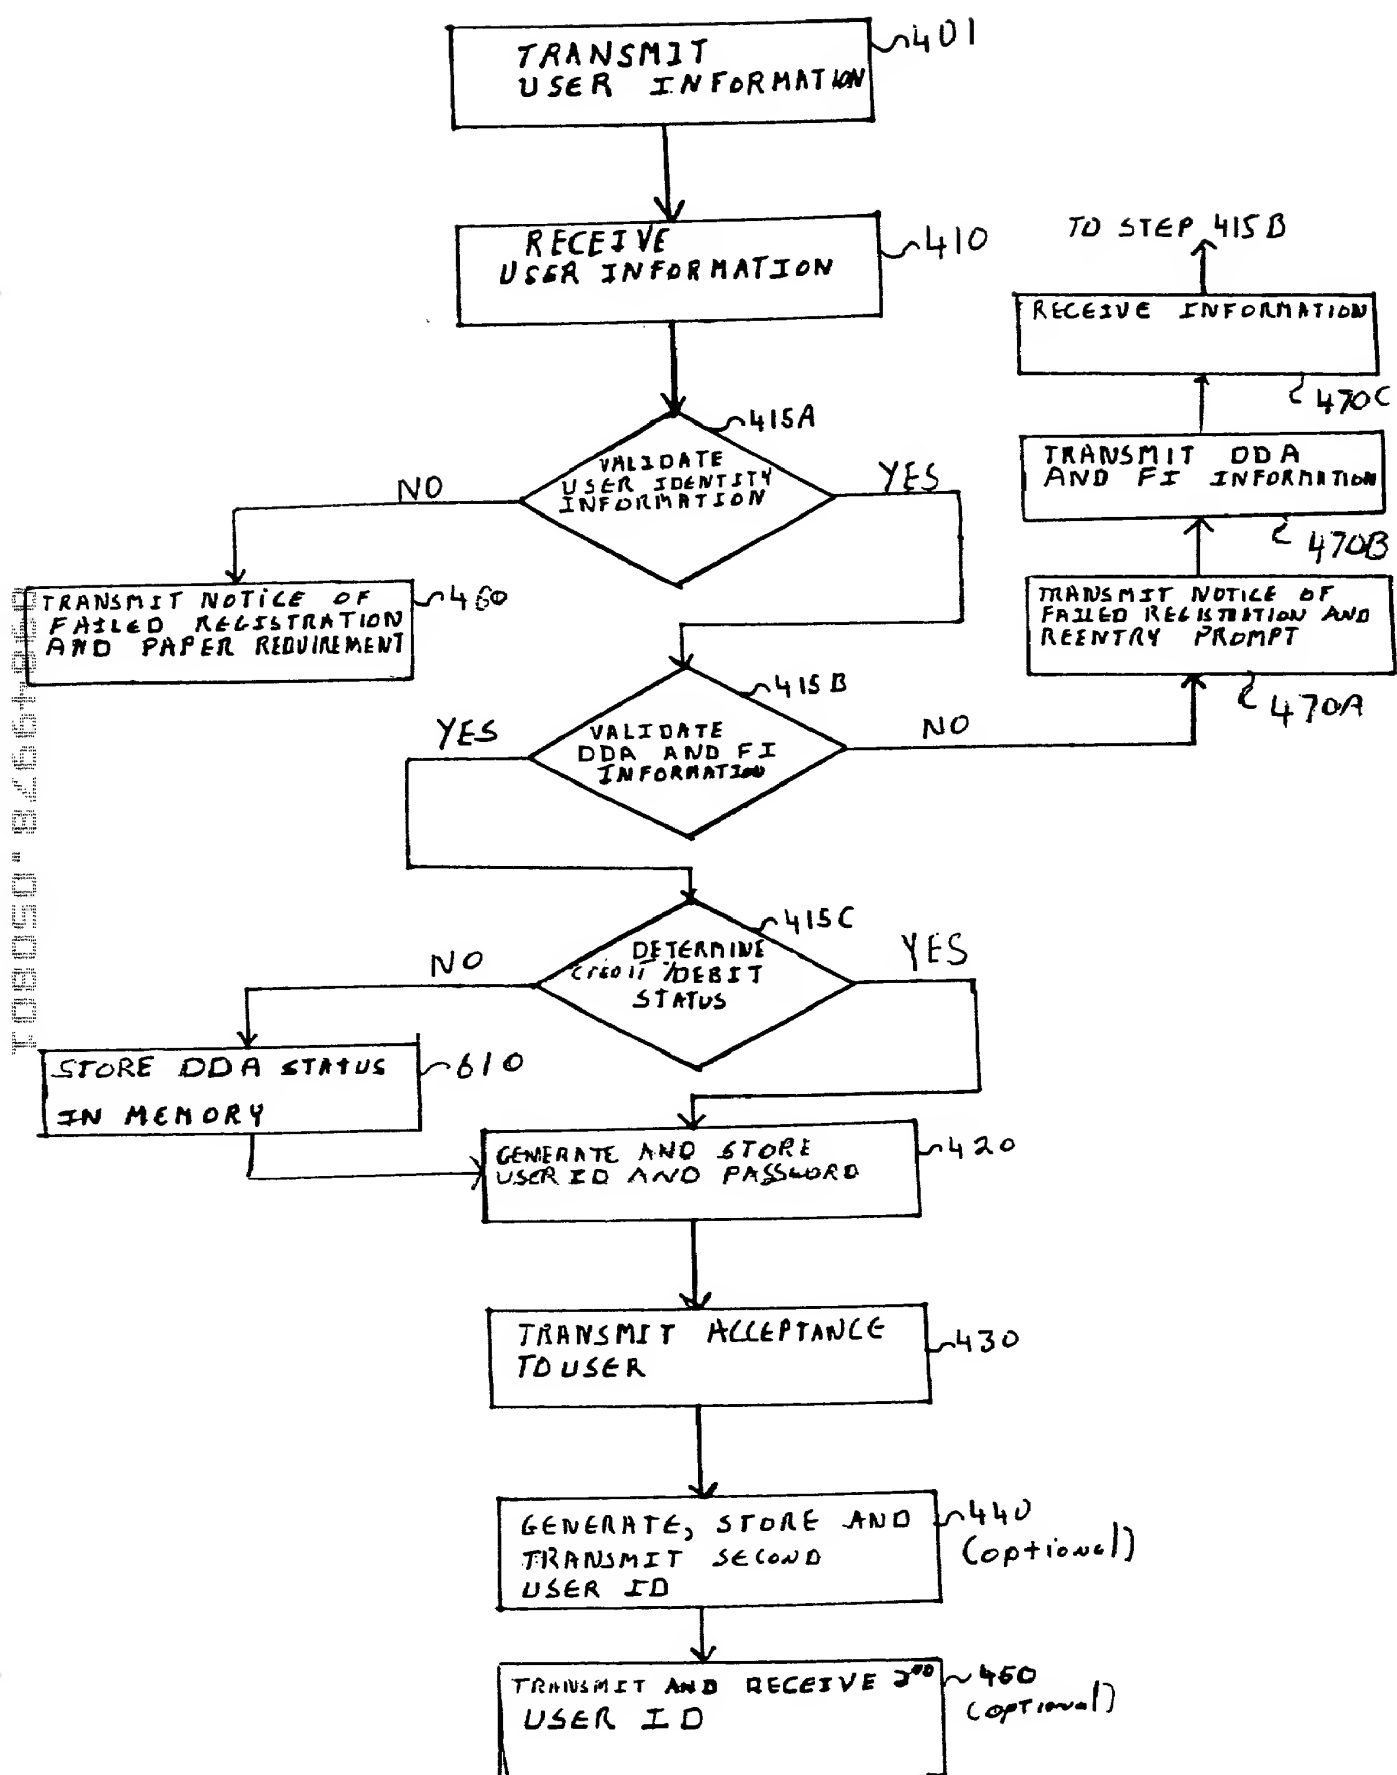 TRANSMIT
USER INFORMATION
401
RECEIVE
USER INFORMATION
410
TO STEP 415B
RECEIVE INFORMATION
470C
TRANSMIT DDA
AND FI INFORMATION
470B
TRANSMIT NOTICE OF
FAILED REGISTRATION AND
REENTRY PROMPT
470A
415A
VALIDATE
USER IDENTITY
INFORMATION
NO
YES
TRANSMIT NOTICE OF
FAILED REGISTRATION
AND PAPER REQUIREMENT
460
415B
VALIDATE
DDA AND FI
INFORMATION
YES
NO
415C
DETERMINE
Credit/DEBIT
STATUS
NO
YES
STORE DDA STATUS
IN MEMORY
610
GENERATE AND STORE
USER ID AND PASSWORD
420
TRANSMIT ACCEPTANCE
TO USER
430
GENERATE, STORE AND
TRANSMIT SECOND
USER ID
440
(optional)
TRANSMIT AND RECEIVE 2ND
USER ID
(optional)